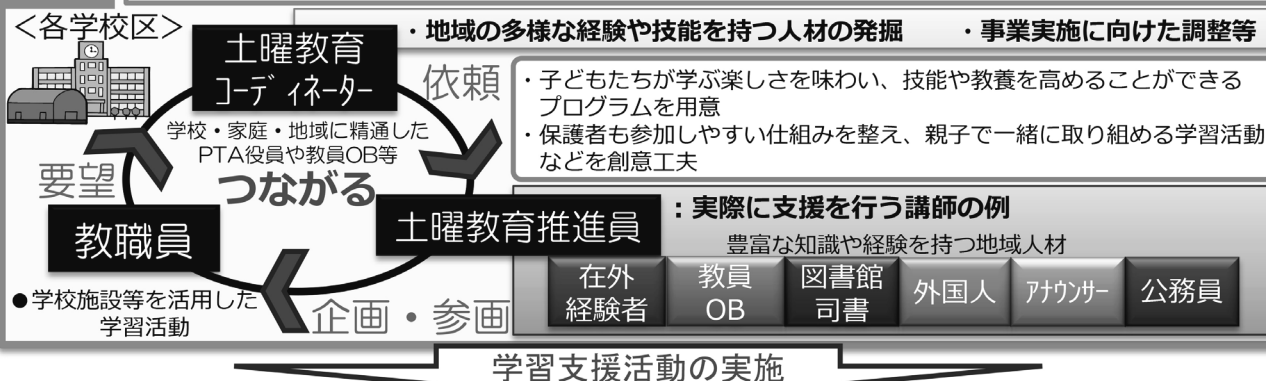 ＜各学校区＞
・地域の多様な経験や技能を持つ人材の発掘　　・事業実施に向けた調整等
土曜教育
ｺｰﾃﾞｨﾈｰﾀｰ
依頼
・子どもたちが学ぶ楽しさを味わい、技能や教養を高めることができる
プログラムを用意
・保護者も参加しやすい仕組みを整え、親子で一緒に取り組める学習活動
などを創意工夫
学校・家庭・地域に精通した
PTA役員や教員OB等
つながる
要望
教職員
土曜教育推進員
：実際に支援を行う講師の例
豊富な知識や経験を持つ地域人材
在外
経験者
教員
OB
図書館
司書
外国人
ｱﾅｳﾝｻｰ
公務員
●学校施設等を活用した
学習活動
企画・参画
学習支援活動の実施